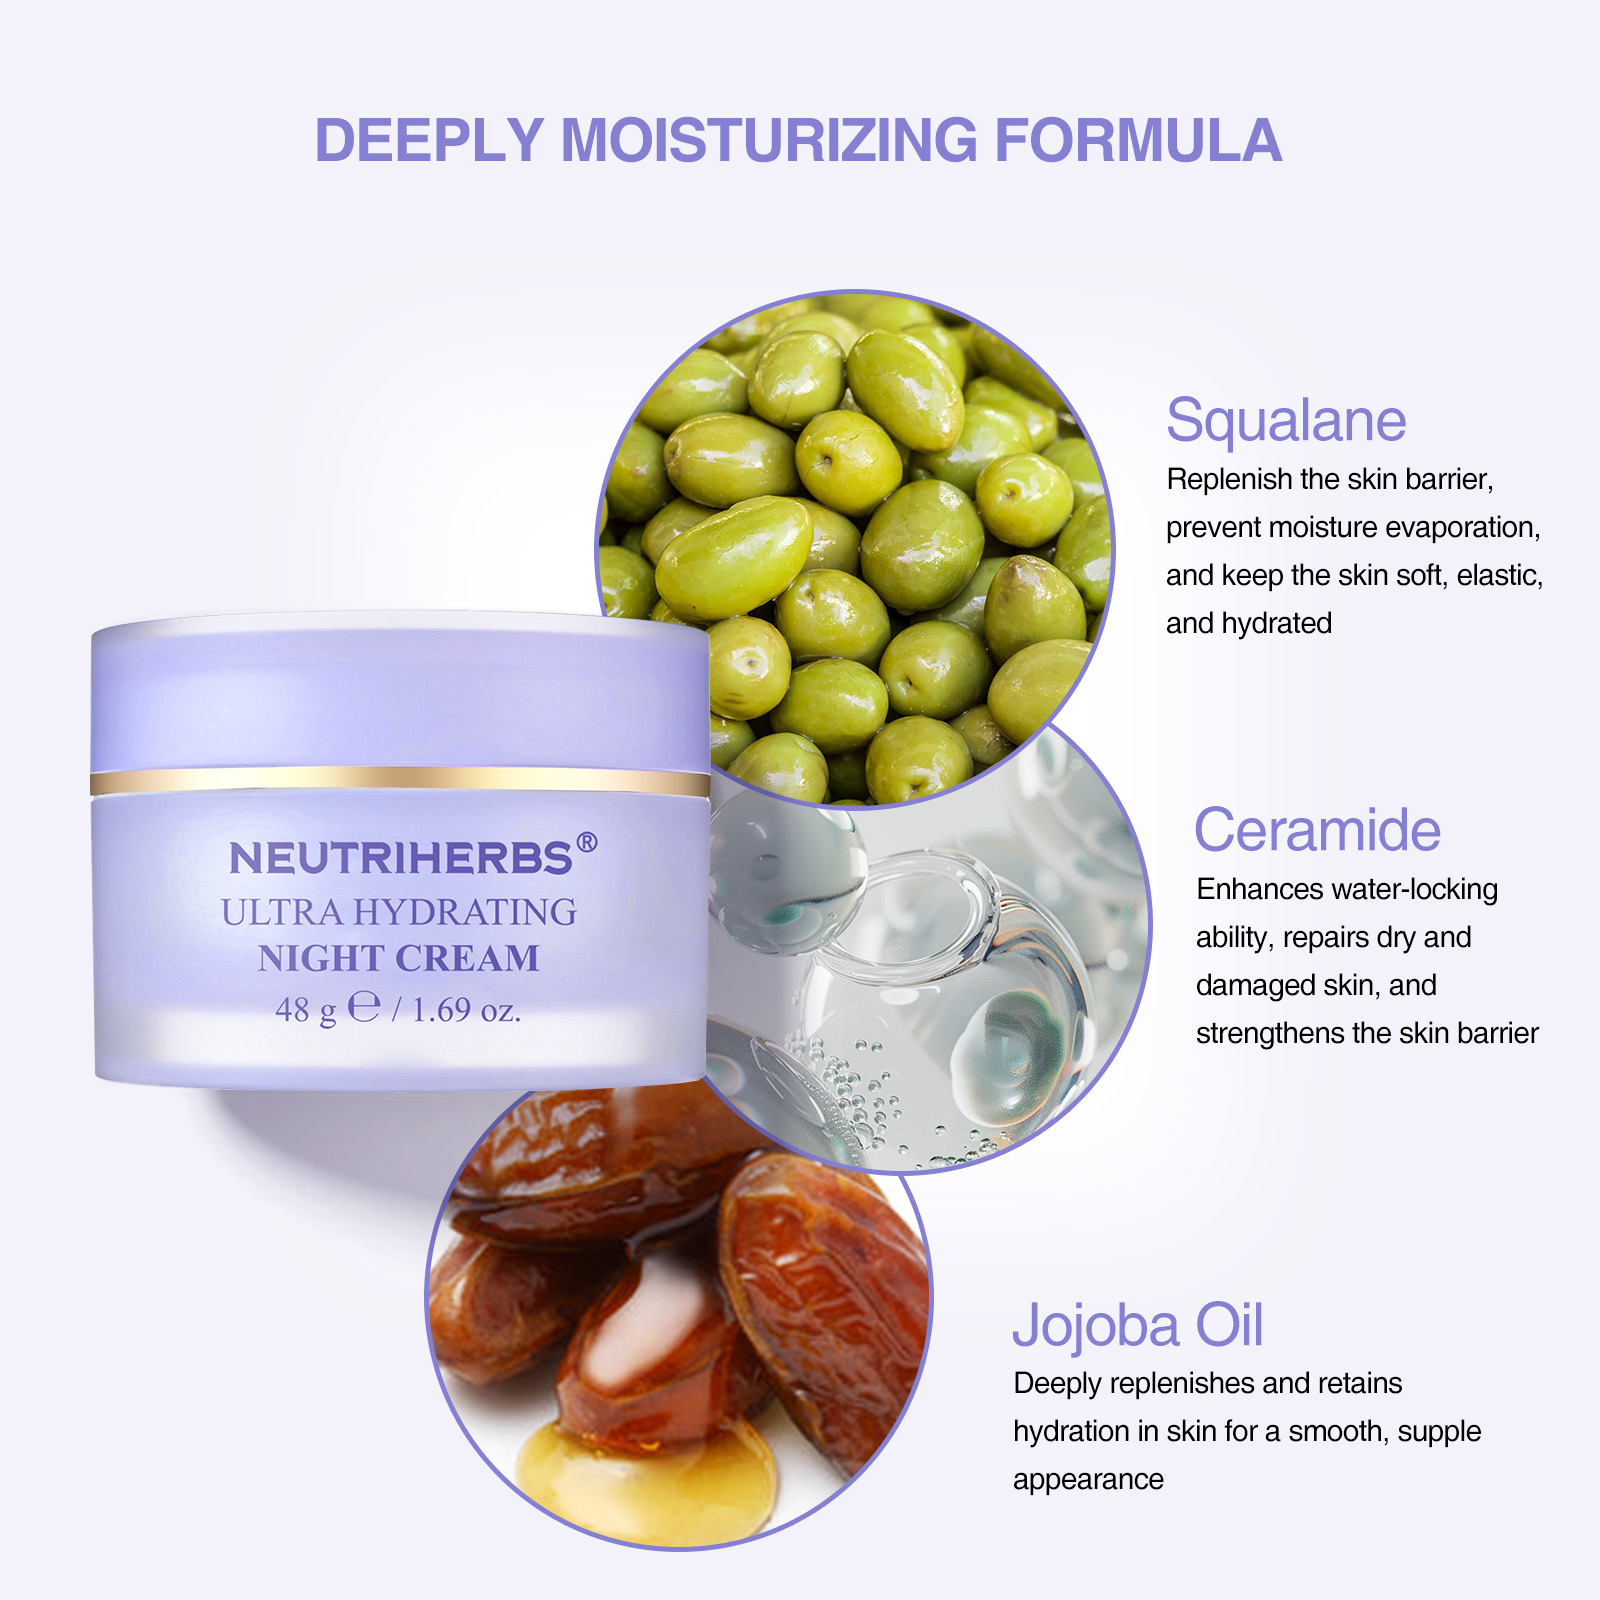 DEEPLY MOISTURIZING FORMULA
Squalane
Replenish the skin barrier,
prevent moisture evaporation,
and keep the skin soft, elastic,
and hydrated
NEUTRIHERBS®
ULTRA HYDRATING
NIGHT CREAM
48 g ℮ / 1.69 oz.
Ceramide
Enhances water-locking
ability, repairs dry and
damaged skin, and
strengthens the skin barrier
Jojoba Oil
Deeply replenishes and retains
hydration in skin for a smooth, supple
appearance